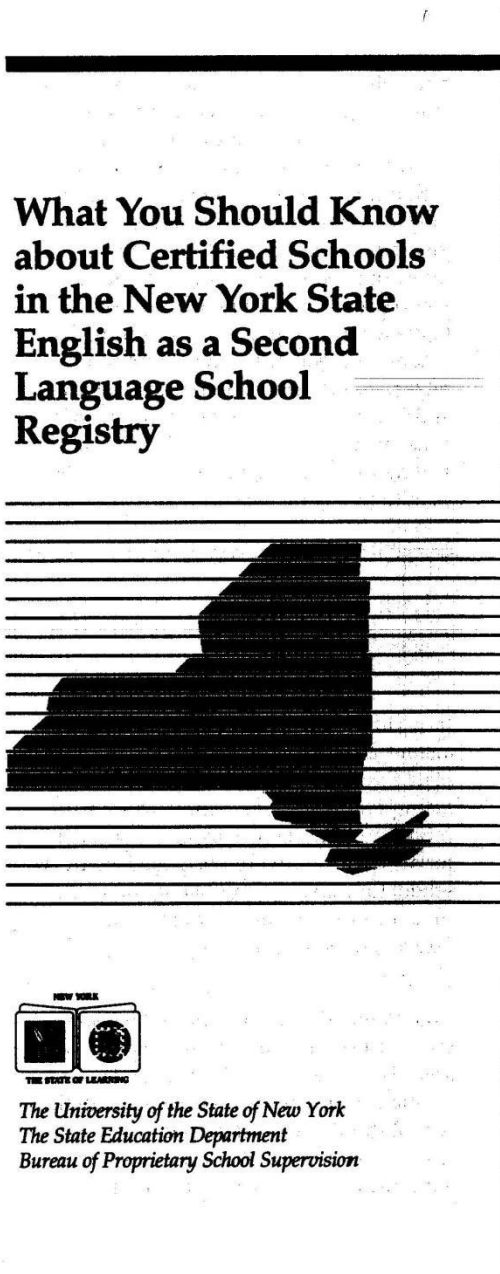 What You Should Know
about Certified Schools
in the New York State
English as a Second
Language School
Registry
NEW YORK
THE STATE OF LEARNING
The University of the State of New York
The State Education Department
Bureau of Proprietary School Supervision